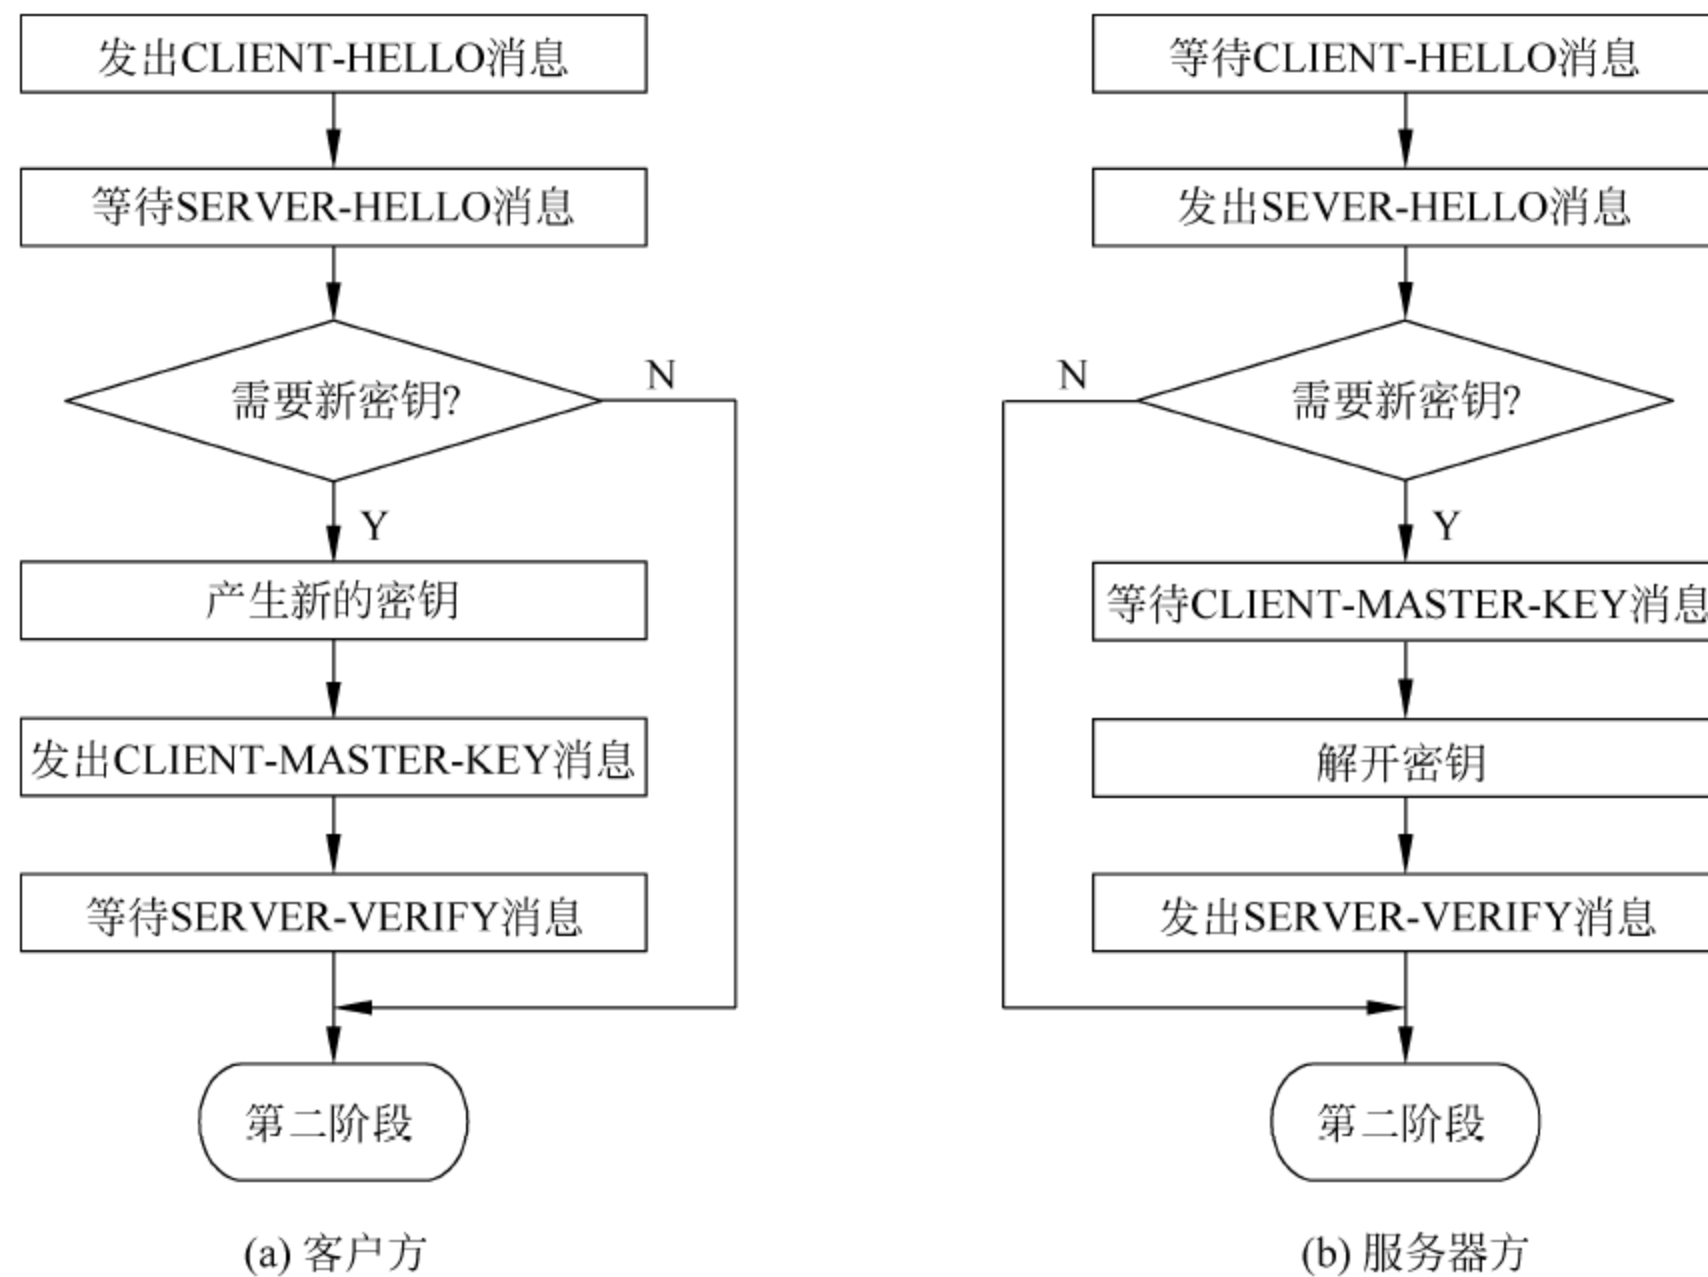 发出CLIENT-HELLO消息
等待SERVER-HELLO消息
需要新密钥?
N
Y
产生新的密钥
发出CLIENT-MASTER-KEY消息
等待SERVER-VERIFY消息
第二阶段
(a) 客户方
等待CLIENT-HELLO消息
发出SEVER-HELLO消息
需要新密钥?
N
Y
等待CLIENT-MASTER-KEY消息
解开密钥
发出SERVER-VERIFY消息
第二阶段
(b) 服务器方